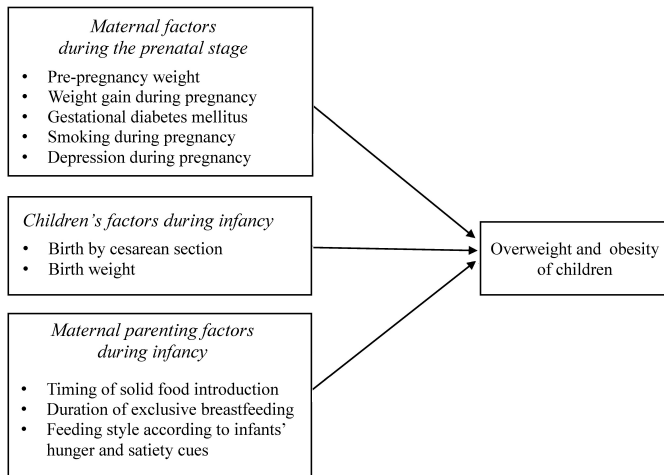 Maternal factors
during the prenatal stage
• Pre-pregnancy weight
• Weight gain during pregnancy
• Gestational diabetes mellitus
• Smoking during pregnancy
• Depression during pregnancy
Children's factors during infancy
• Birth by cesarean section
• Birth weight
Maternal parenting factors
during infancy
• Timing of solid food introduction
• Duration of exclusive breastfeeding
• Feeding style according to infants'
hunger and satiety cues
Overweight and obesity
of children